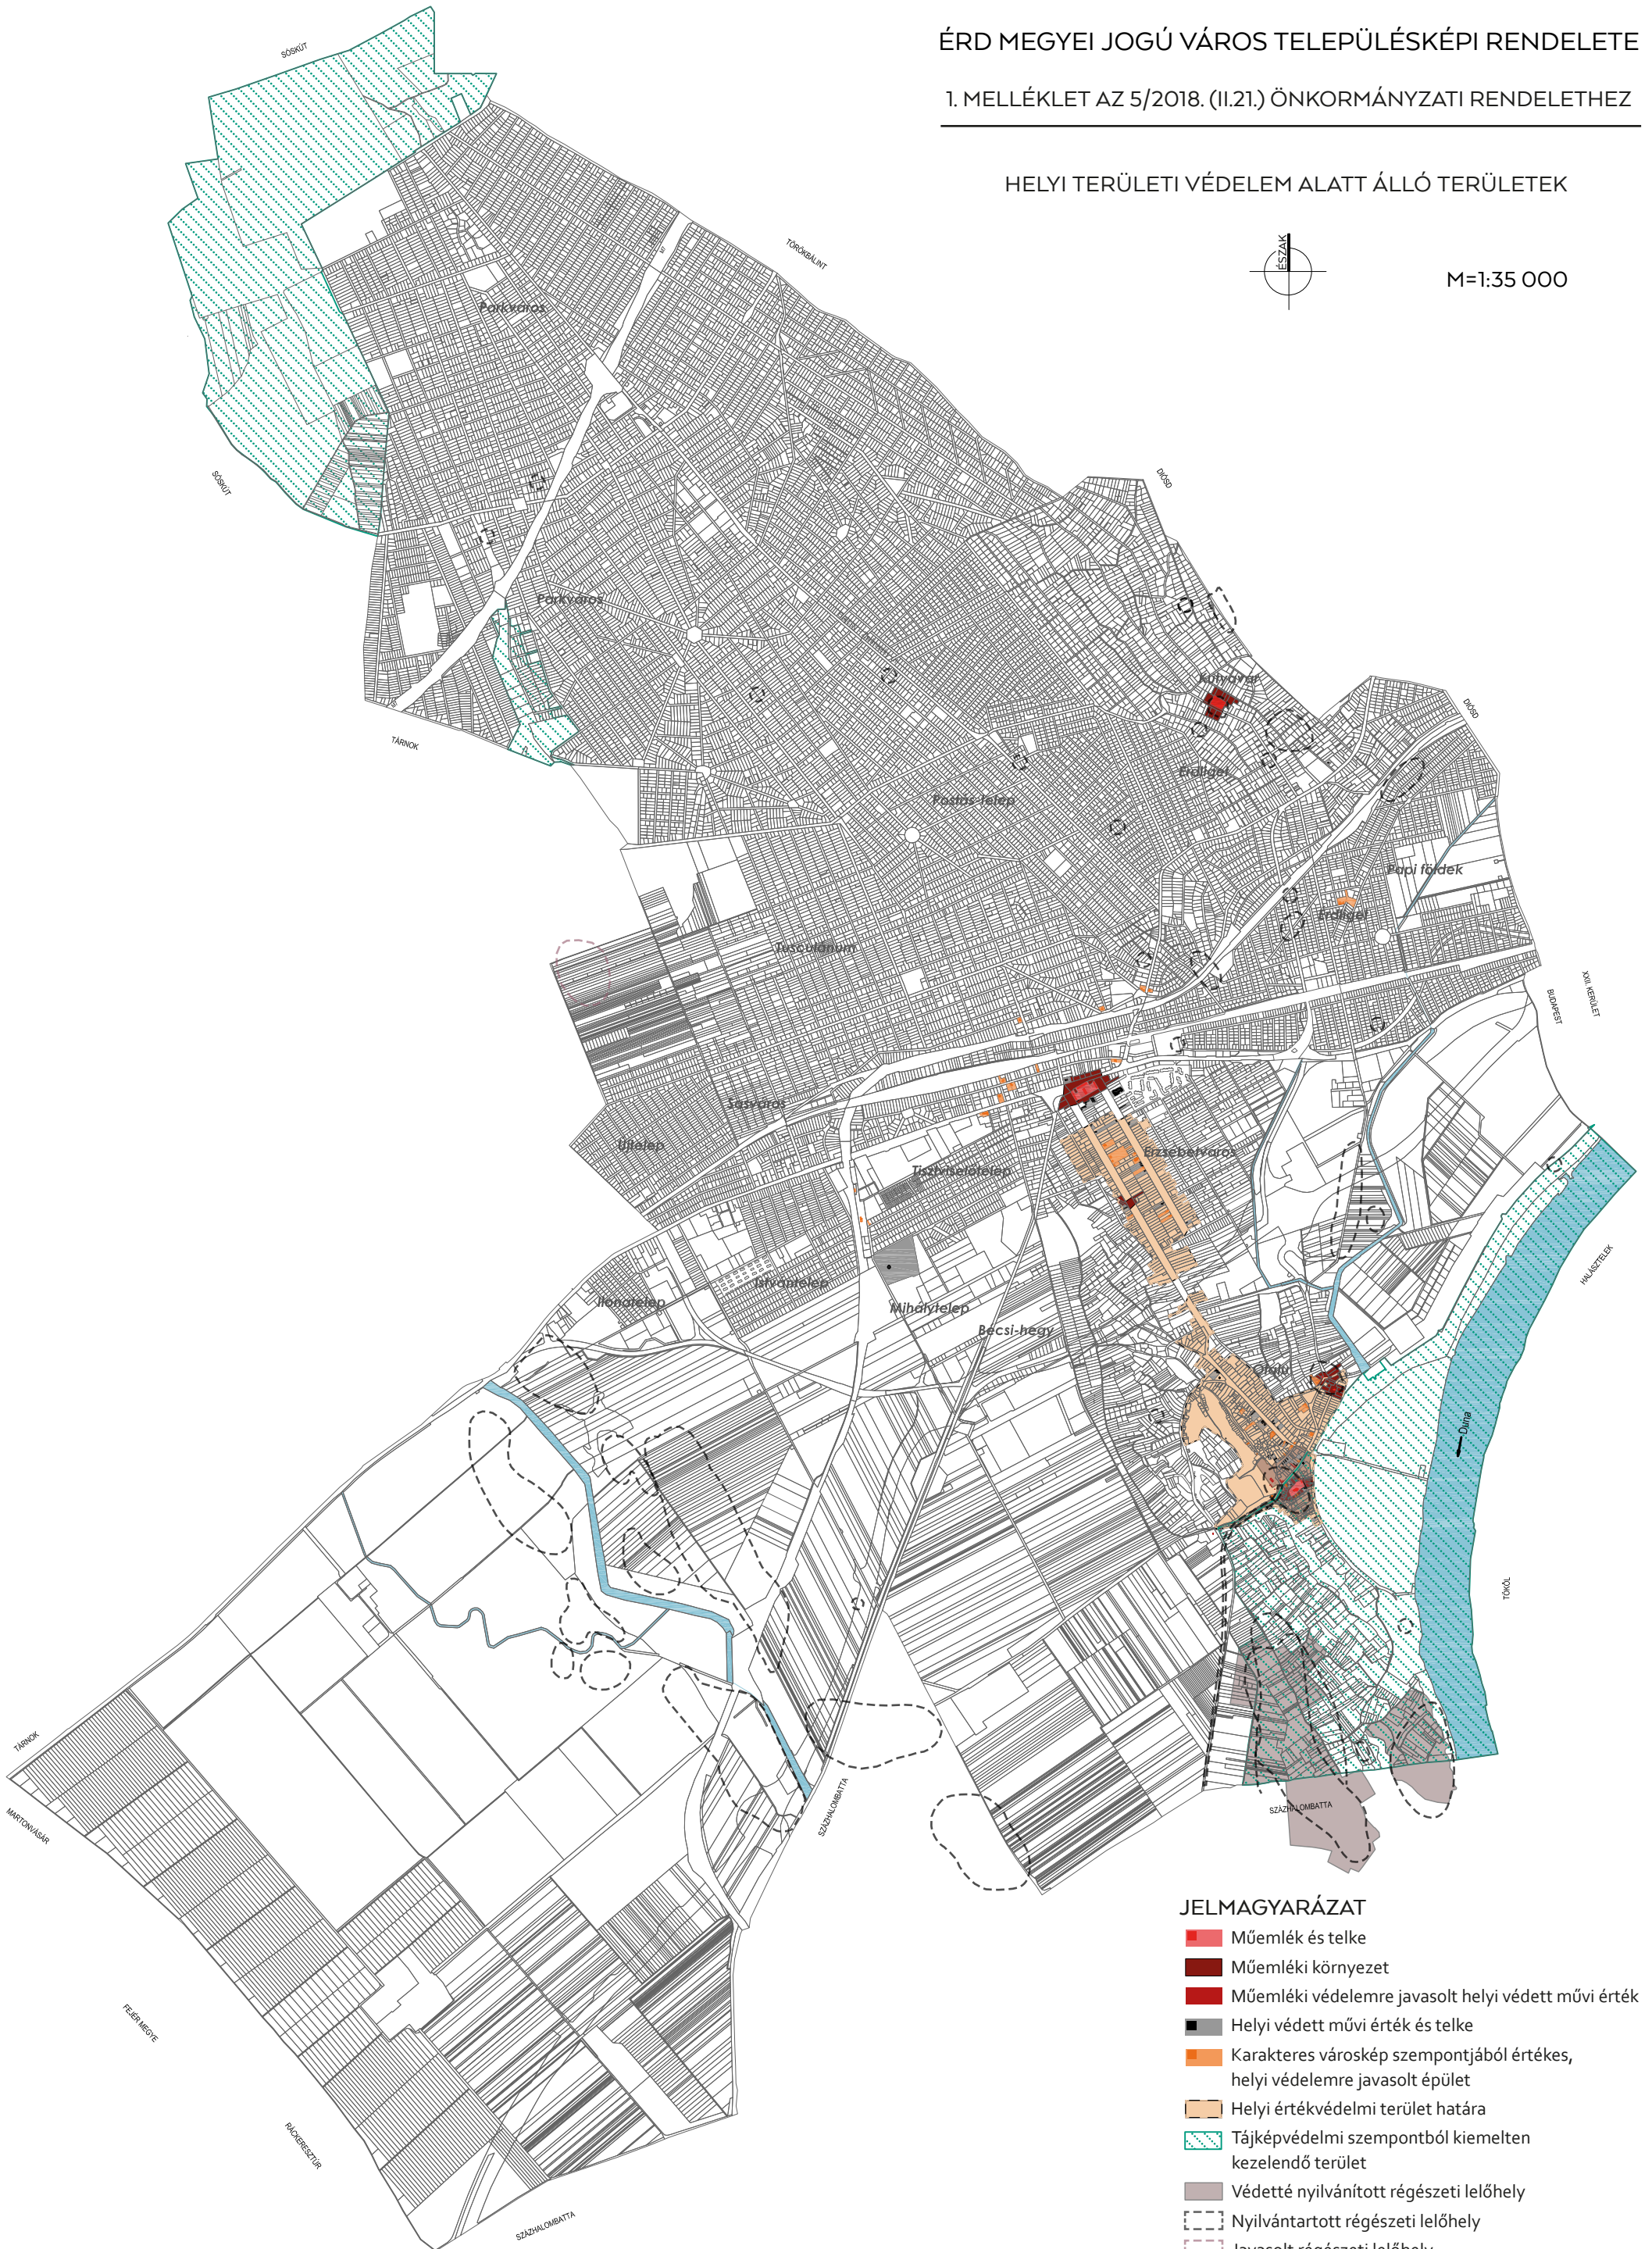 ÉRD MEGYEI JOGÚ VÁROS TELEPÜLÉSKÉPI RENDELETE
1. MELLÉKLET AZ 5/2018. (II.21.) ÖNKORMÁNYZATI RENDELETHEZ
HELYI TERÜLETI VÉDELEM ALATT ÁLLÓ TERÜLETEK
ÉSZAK
M=1:35 000
SÓSKÚT
TÖRÖKBÁLINT
Parkváros
SÓSKÚT
DIÓSD
Parkváros
Kutyavár
DIÓSD
TÁRNOK
Érdliget
Postás-telep
Papi földek
Érdliget
Tusculánum
XXII. KERÜLET
BUDAPEST
Sasváros
Újtelep
Erzsébetváros
Tisztviselőtelep
HALÁSZTELEK
Istvántelep
Ilonatelep
Mihálytelep
Becsi-hegy
Ófalu
Duna
TÖKÖL
TÁRNOK
SZÁZHALOMBATTA
SZÁZHALOMBATTA
MARTONVÁSÁR
FEJÉR MEGYE
RÁCKERESZTÚR
SZÁZHALOMBATTA
JELMAGYARÁZAT
Műemlék és telke
Műemléki környezet
Műemléki védelemre javasolt helyi védett művi érték
Helyi védett művi érték és telke
Karakteres városkép szempontjából értékes,
helyi védelemre javasolt épület
Helyi értékvédelmi terület határa
Tájképvédelmi szempontból kiemelten
kezelendő terület
Védetté nyilvánított régészeti lelőhely
Nyilvántartott régészeti lelőhely
Javasolt régészeti lelőhely